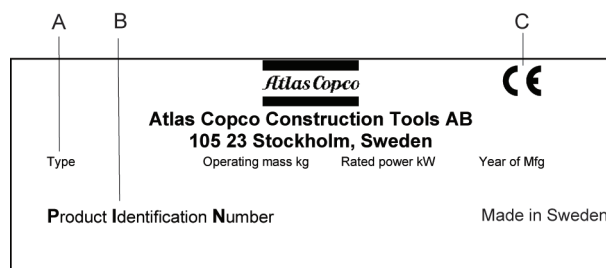 A B C
Atlas Copco CE
Atlas Copco Construction Tools AB
105 23 Stockholm, Sweden
Type Operating mass kg Rated power kW Year of Mfg
Product Identification Number Made in Sweden